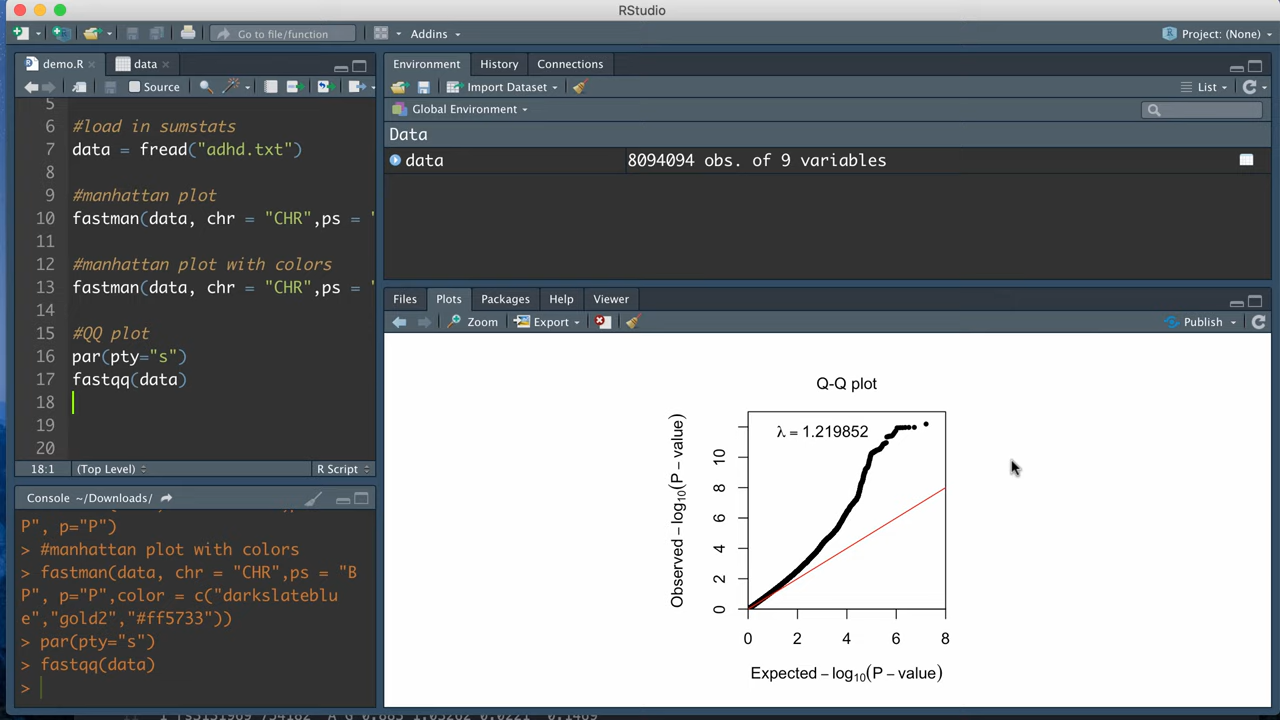 RStudio
Go to file/function
Addins
Project: (None)
demo.R
data
Source
5
6 #load in sumstats
7 data = fread("adhd.txt")
8
9 #manhattan plot
10 fastman(data, chr = "CHR",ps = "
11
12 #manhattan plot with colors
13 fastman(data, chr = "CHR",ps = "
14
15 #QQ plot
16 par(pty="s")
17 fastqq(data)
18
19
20
18:1 (Top Level) R Script
Console ~/Downloads/
P", p="P")
> #manhattan plot with colors
> fastman(data, chr = "CHR",ps = "B
P", p="P",color = c("darkslateblu
e","gold2","#ff5733"))
> par(pty="s")
> fastqq(data)
>
Environment History Connections
Import Dataset
List
Global Environment
Data
data 8094094 obs. of 9 variables
Files Plots Packages Help Viewer
Zoom Export Publish
Q-Q plot
λ = 1.219852
Observed −log10(P − value)
10
8
6
4
2
0
0 2 4 6 8
Expected −log10(P − value)